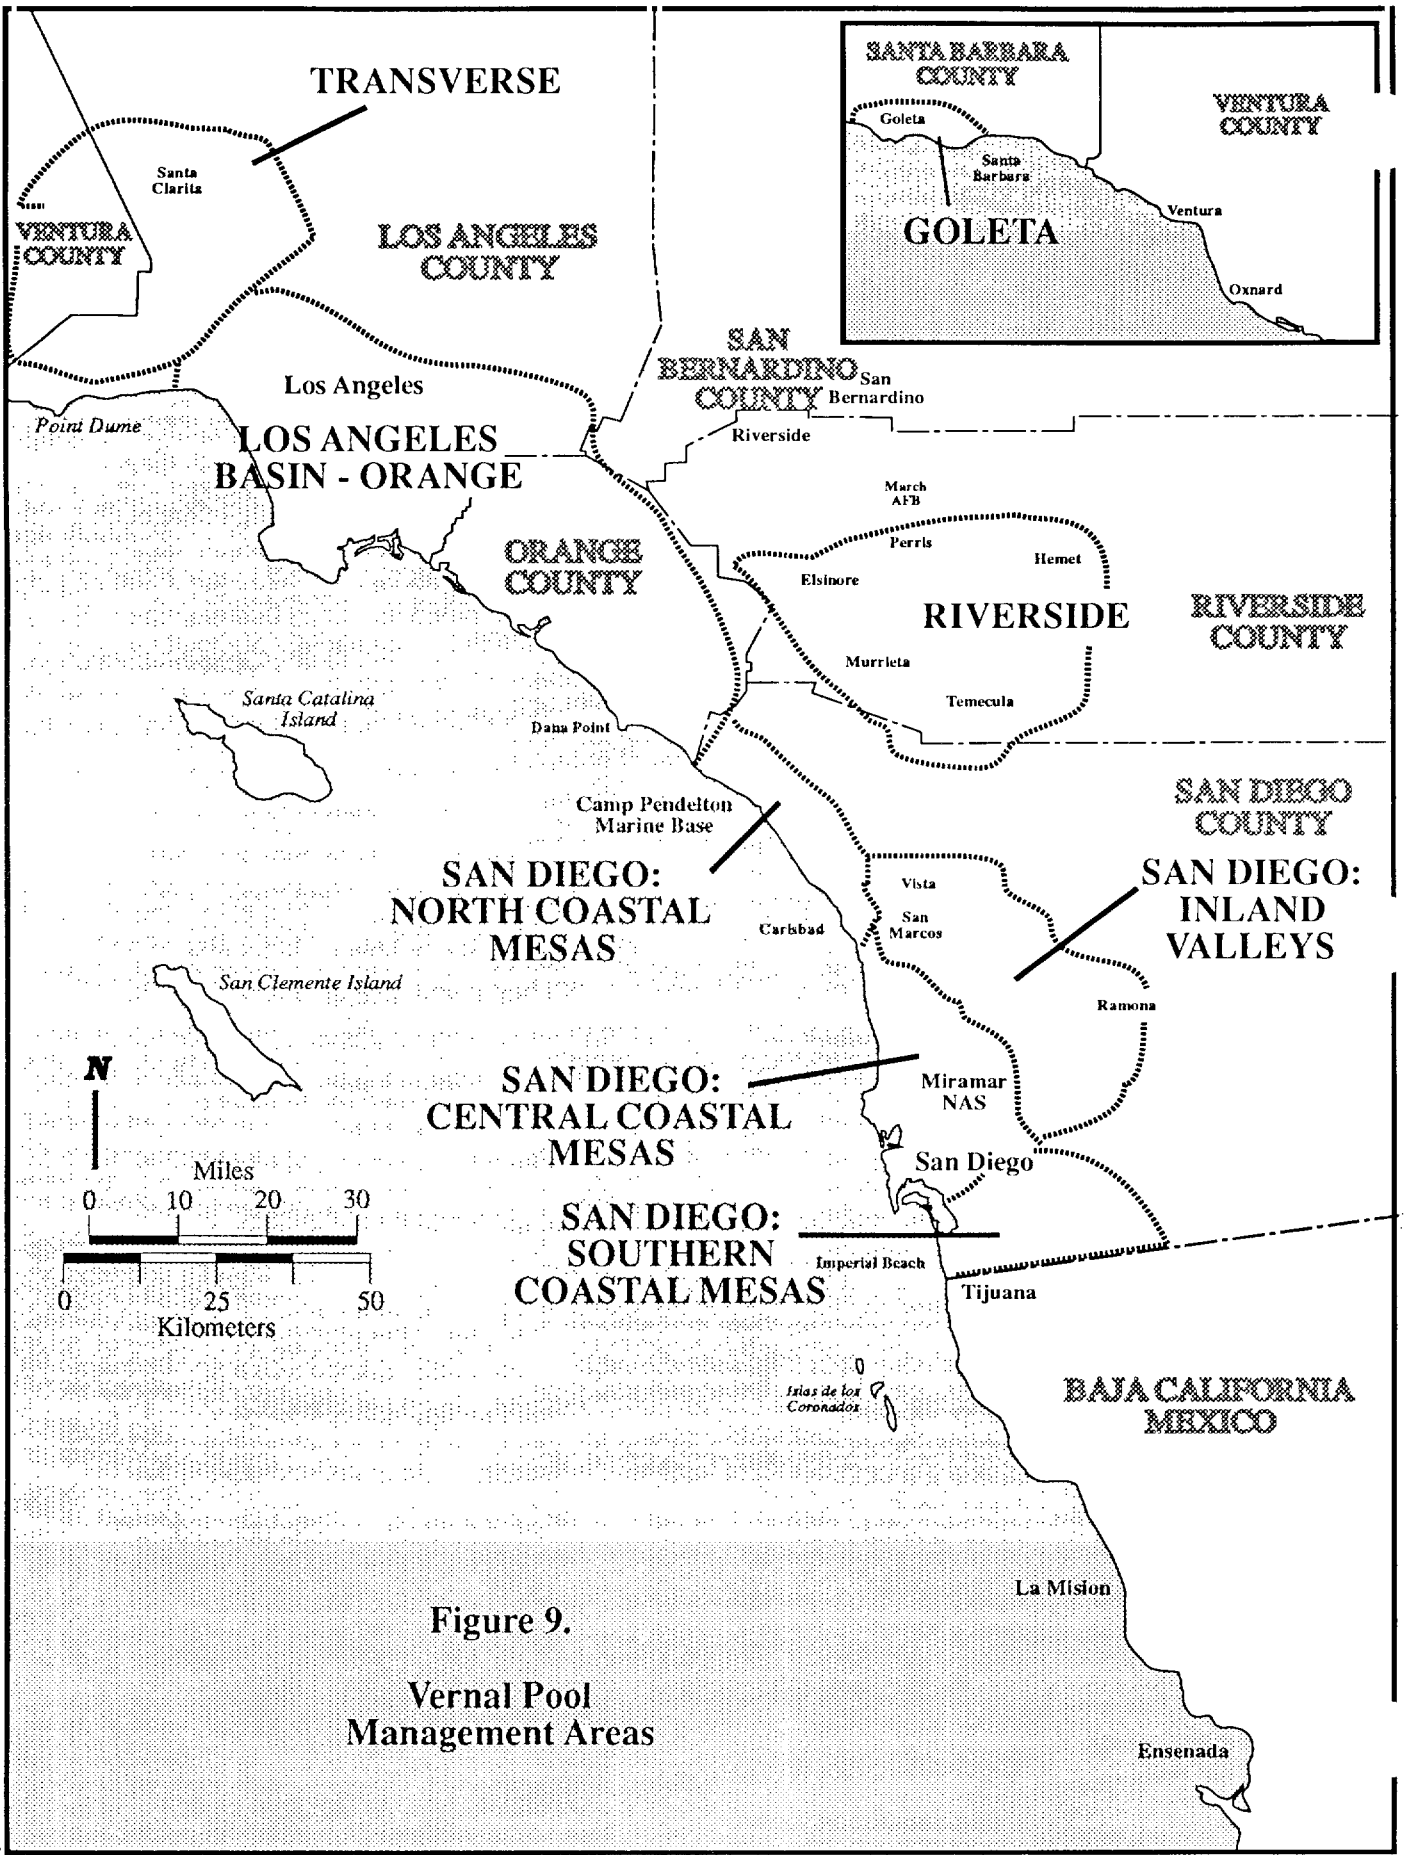 TRANSVERSE
SANTA BARBARA
COUNTY
VENTURA
COUNTY
Goleta
Santa
Barbara
GOLETA
Ventura
Oxnard
Santa
Clarita
VENTURA
COUNTY
LOS ANGELES
COUNTY
SAN
BERNARDINO
COUNTY
San
Bernardino
Los Angeles
Point Dume
LOS ANGELES
BASIN - ORANGE
Riverside
March
AFB
Perris
Hemet
Elsinore
ORANGE
COUNTY
RIVERSIDE
RIVERSIDE
COUNTY
Murrieta
Temecula
Santa Catalina
Island
Dana Point
Camp Pendelton
Marine Base
SAN DIEGO
COUNTY
SAN DIEGO:
NORTH COASTAL
MESAS
Vista
San
Marcos
Carlsbad
SAN DIEGO:
INLAND
VALLEYS
San Clemente Island
Ramona
N
SAN DIEGO:
CENTRAL COASTAL
MESAS
Miramar
NAS
San Diego
Miles
0 10 20 30
0 25 50
Kilometers
SAN DIEGO:
SOUTHERN
COASTAL MESAS
Imperial Beach
Tijuana
Islas de los
Coronados
BAJA CALIFORNIA
MEXICO
La Mision
Figure 9.
Vernal Pool
Management Areas
Ensenada